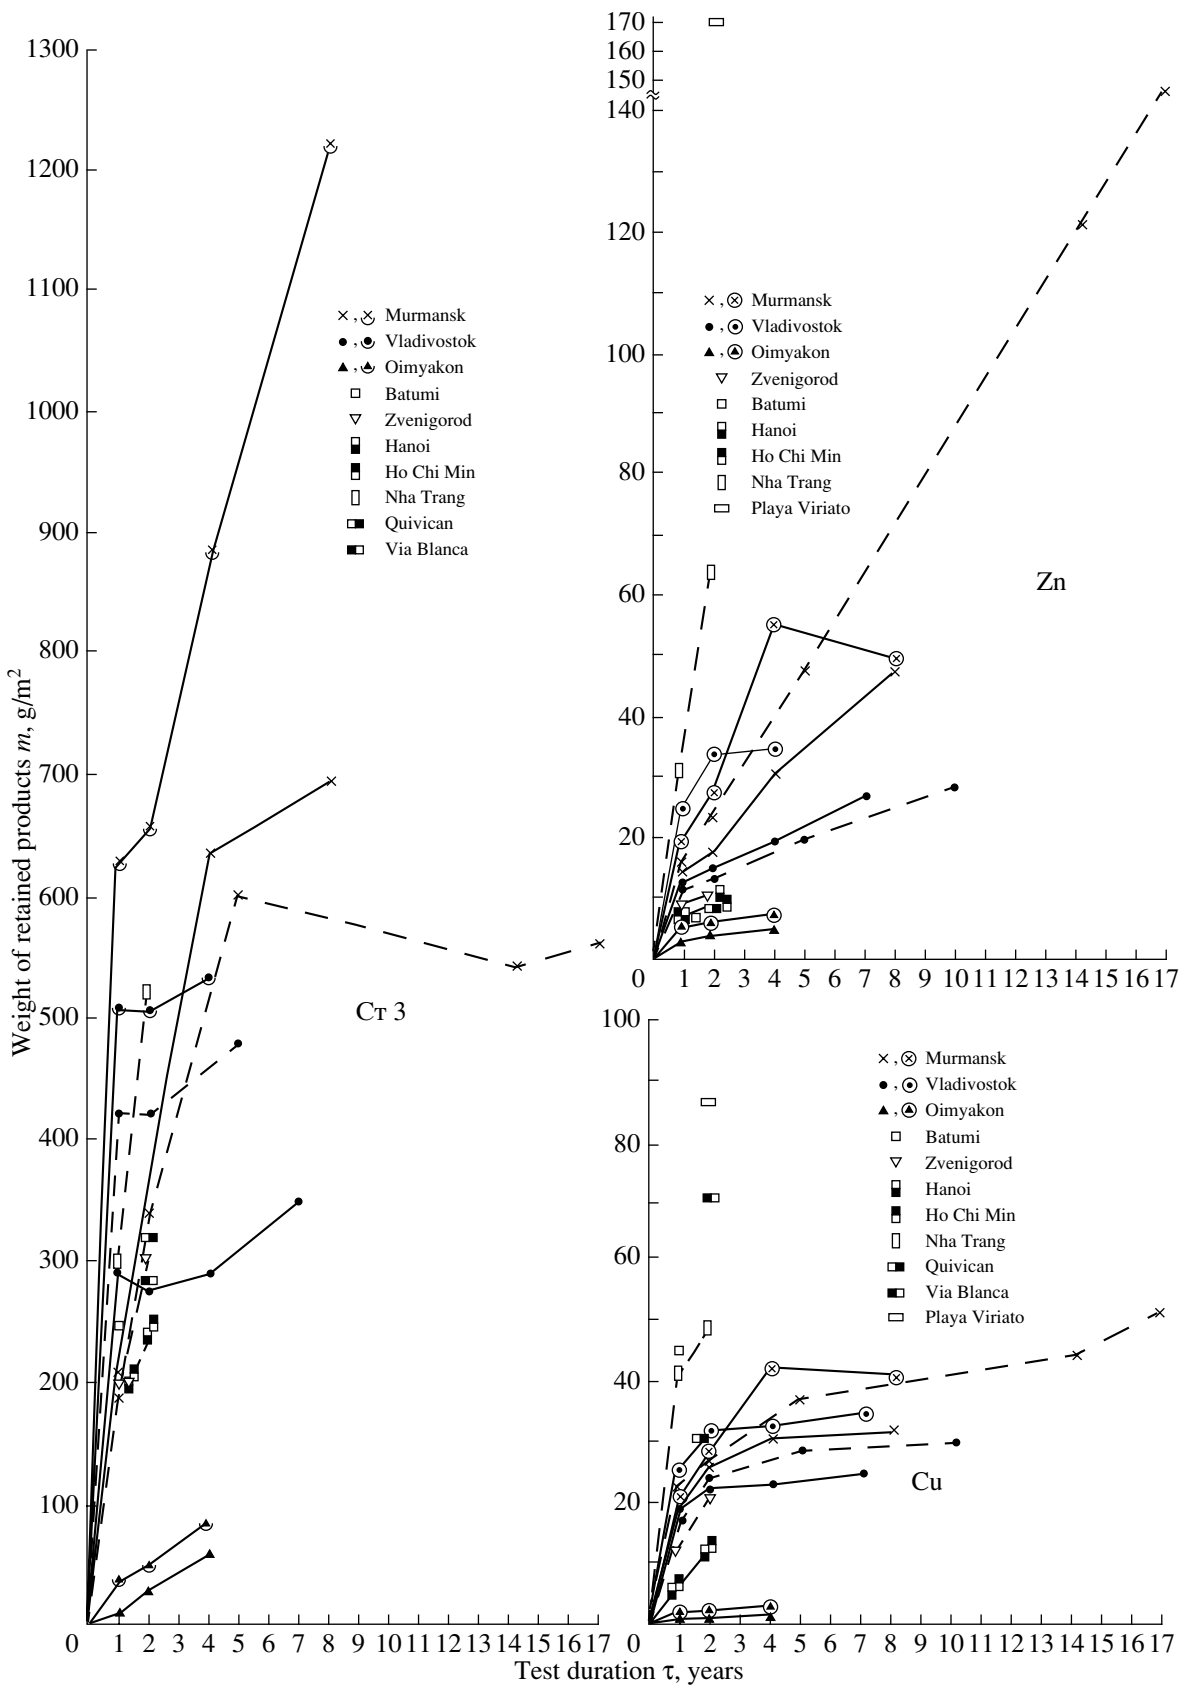 Weight of retained products m, g/m²
1300
1200
1100
1000
900
800
700
600
500
400
300
200
100
0 1 2 3 4 5 6 7 8 9 10 11 12 13 14 15 16 17
×, Murmansk
●, Vladivostok
▲, Oimyakon
Batumi
Zvenigorod
Hanoi
Ho Chi Min
Nha Trang
Quivican
Via Blanca
Ст 3
170
160
150
140
120
100
80
60
40
20
0 1 2 3 4 5 6 7 8 9 10 11 12 13 14 15 16 17
×, Murmansk
●, Vladivostok
▲, Oimyakon
Zvenigorod
Batumi
Hanoi
Ho Chi Min
Nha Trang
Playa Viriato
Zn
100
80
60
40
20
0 1 2 3 4 5 6 7 8 9 10 11 12 13 14 15 16 17
×, Murmansk
●, Vladivostok
▲, Oimyakon
Batumi
Zvenigorod
Hanoi
Ho Chi Min
Nha Trang
Quivican
Via Blanca
Playa Viriato
Cu
Test duration τ, years